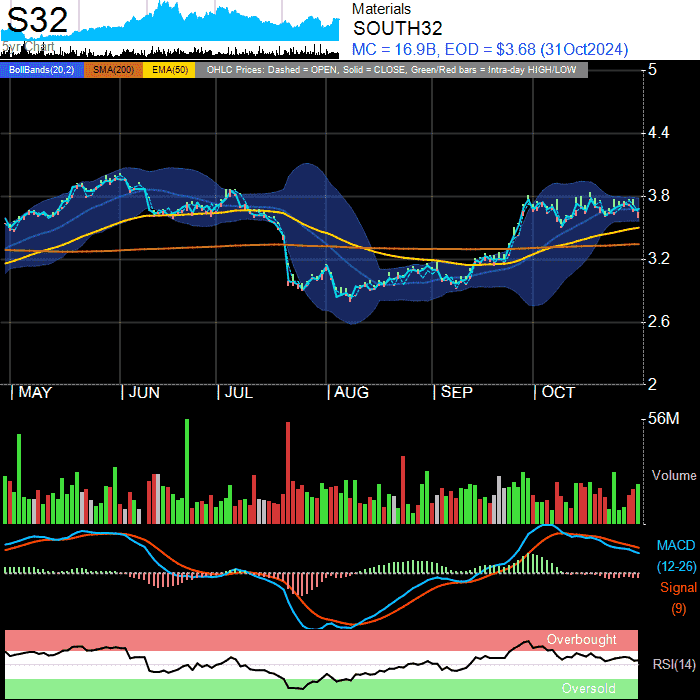 S32
Materials
SOUTH32
MC = 16.9B, EOD = $3.68 (31Oct2024)
BollBands(20,2) SMA(200) EMA(50) OHLC Prices: Dashed = OPEN, Solid = CLOSE, Green/Red bars = Intra-day HIGH/LOW
5
4.4
3.8
3.2
2.6
2
MAY JUN JUL AUG SEP OCT
56M
Volume
MACD
(12-26)
Signal
(9)
Overbought
RSI(14)
Oversold